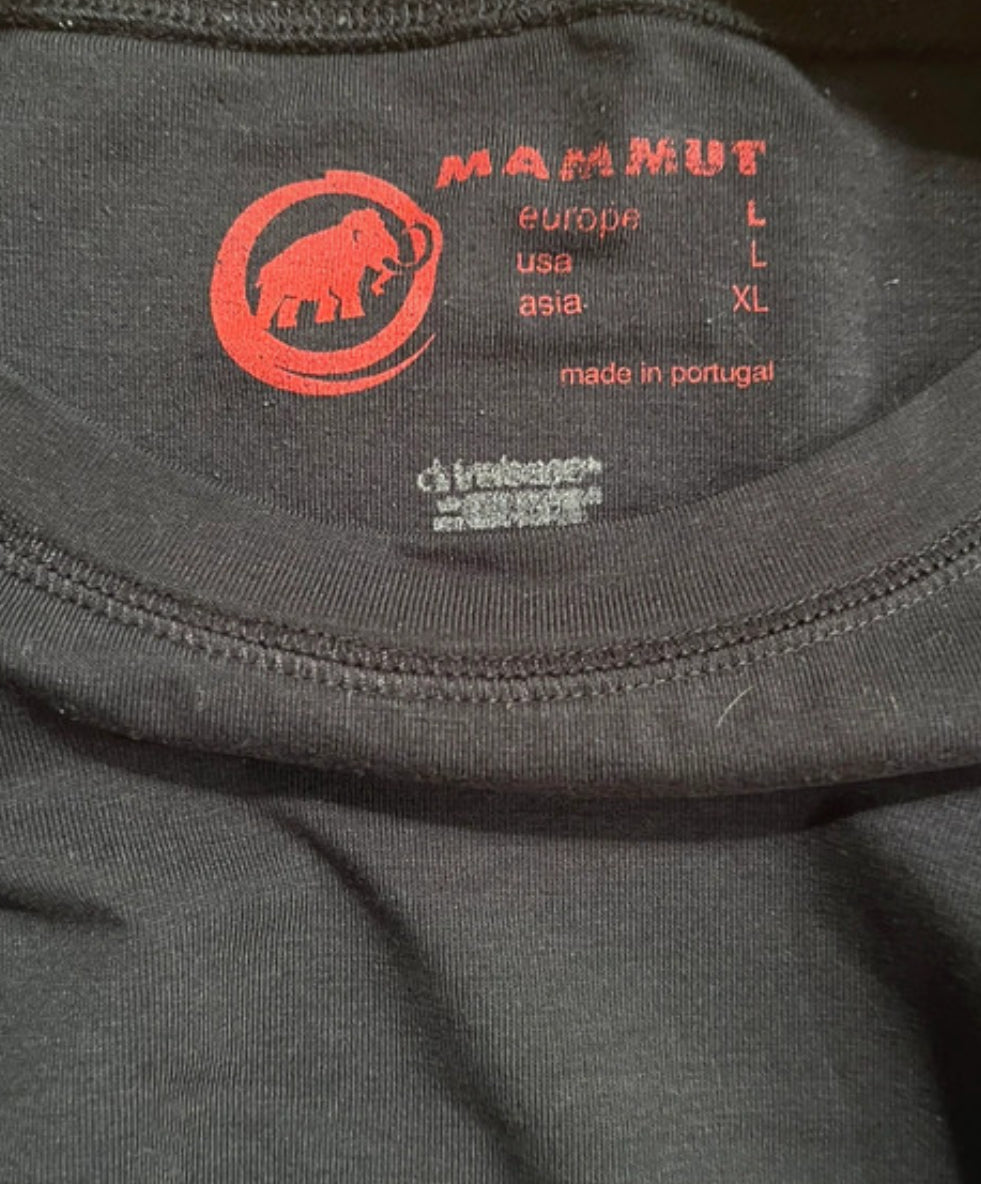 MAMMUT
europe L
usa L
asia XL
made in portugal